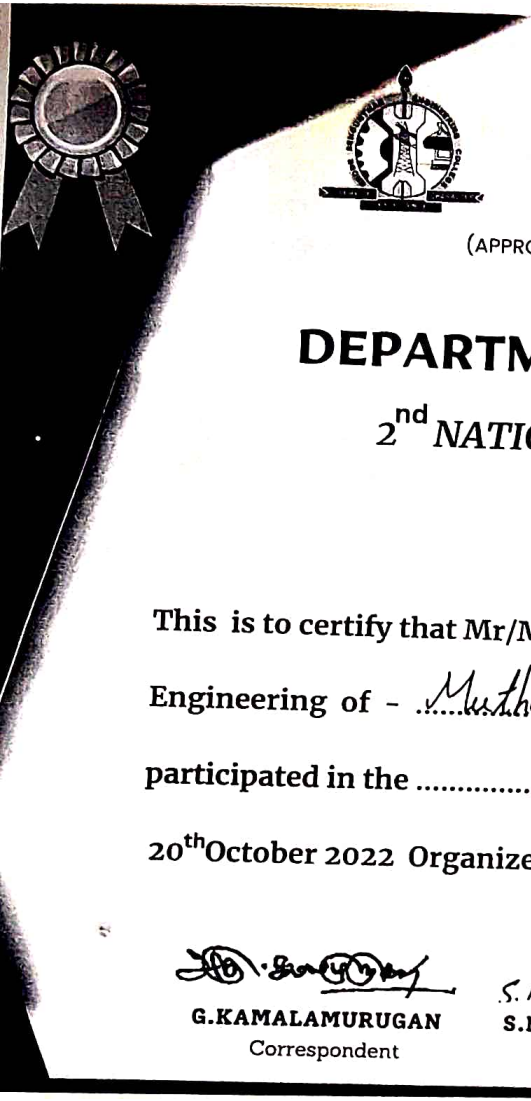 (APPRO
DEPARTM
2nd NATIO
This is to certify that Mr/M
Engineering of - ......Muth
participated in the ...............
20thOctober 2022 Organize
G.KAMALAMURUGAN
Correspondent